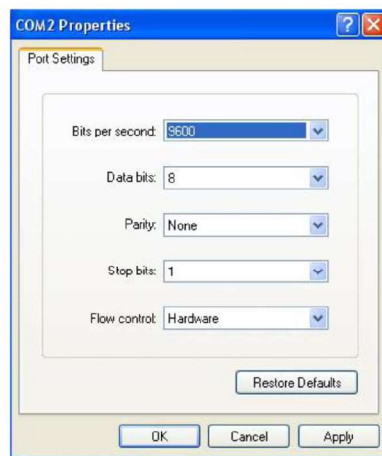 COM2 Properties
Port Settings
Bits per second: 9600
Data bits: 8
Parity: None
Stop bits: 1
Flow control: Hardware
Restore Defaults
OK Cancel Apply